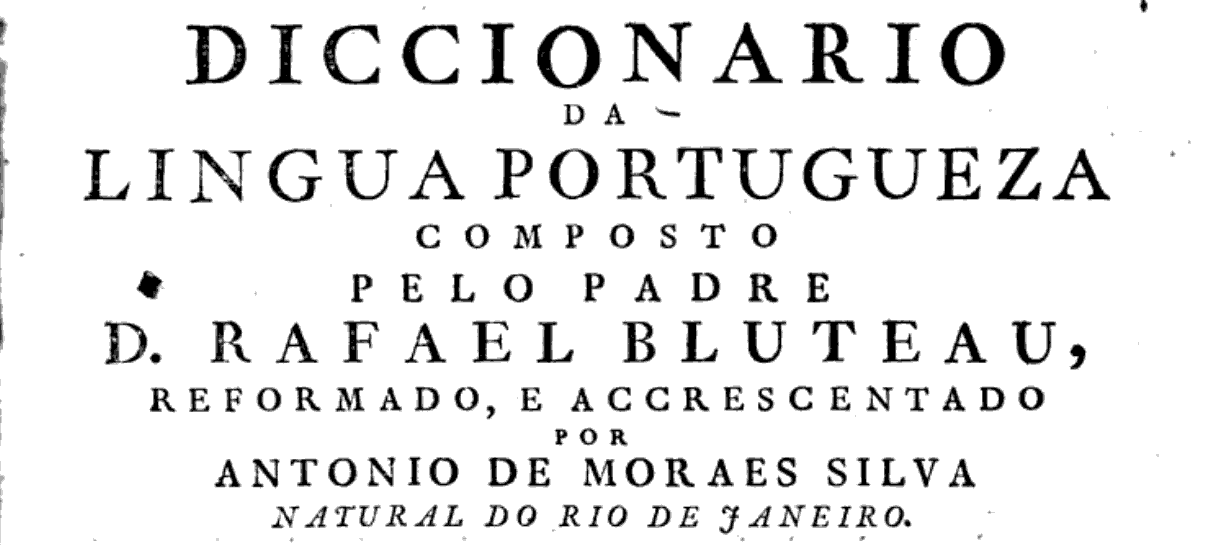 DICCIONARIO
DA
LINGUA PORTUGUEZA
COMPOSTO
PELO PADRE
D. RAFAEL BLUTEAU,
REFORMADO, E ACCRESCENTADO
POR
ANTONIO DE MORAES SILVA
NATURAL DO RIO DE JANEIRO.